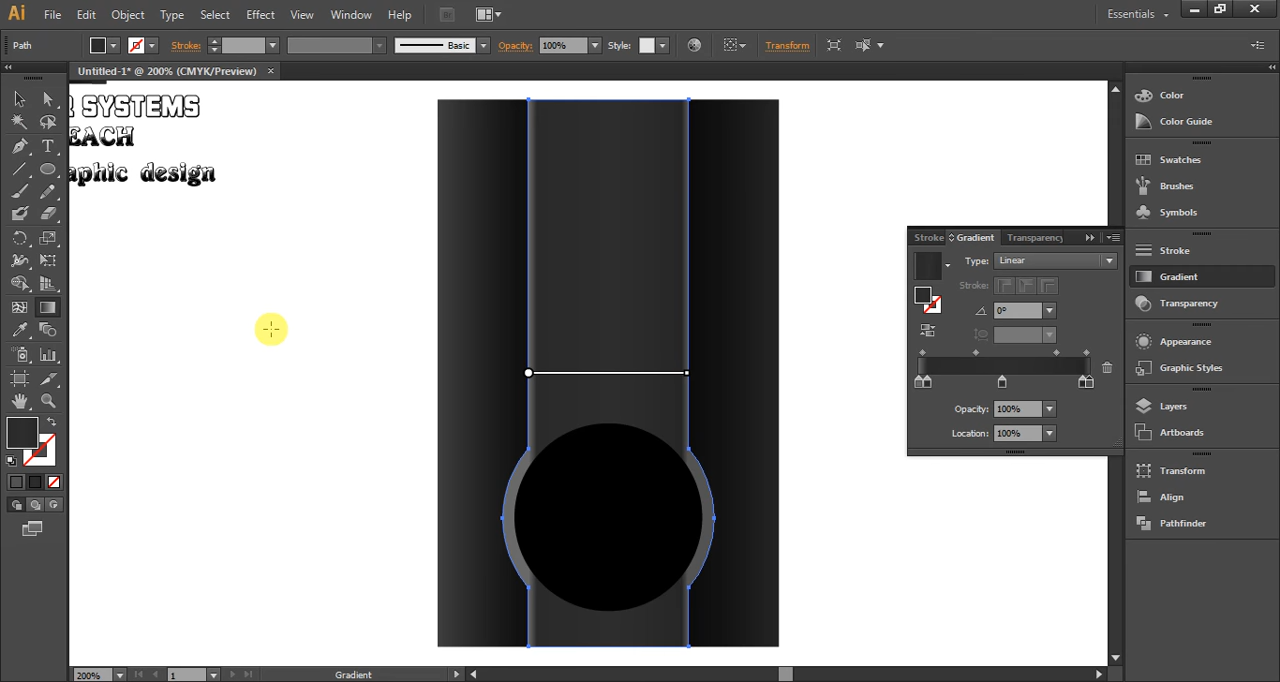 Ai File Edit Object Type Select Effect View Window Help Essentials
Path Stroke: Basic Opacity: 100% Style: Transform
Untitled-1* @ 200% (CMYK/Preview)
R SYSTEMS
EACH
aphic design
Color
Color Guide
Swatches
Brushes
Symbols
Stroke
Gradient
Transparency
Appearance
Graphic Styles
Layers
Artboards
Transform
Align
Pathfinder
Stroke Gradient Transparency
Type: Linear
Stroke:
0°
Opacity: 100%
Location: 100%
200% 1 Gradient